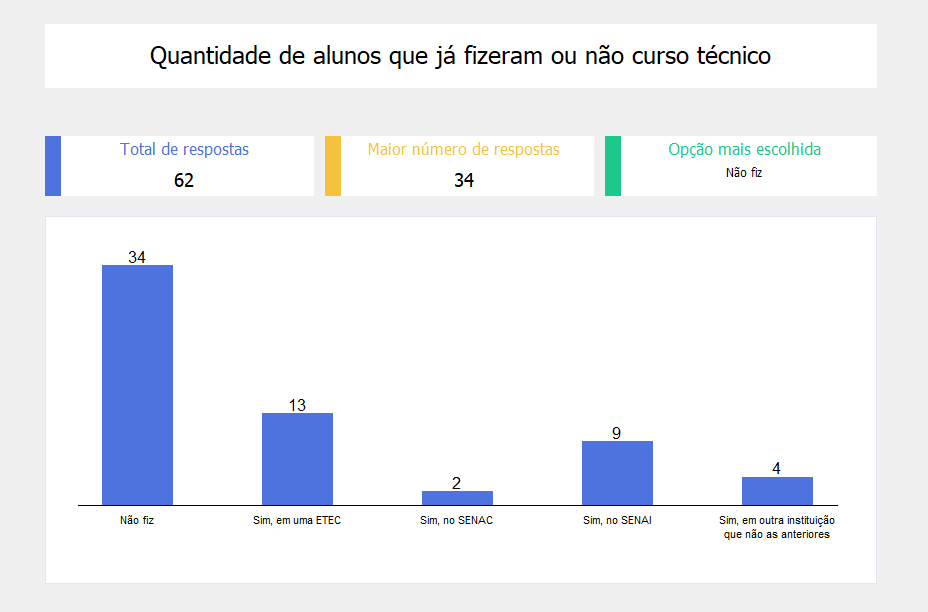 Quantidade de alunos que já fizeram ou não curso técnico
Total de respostas
62
Maior número de respostas
34
Opção mais escolhida
Não fiz
34
13
2
9
4
Não fiz
Sim, em uma ETEC
Sim, no SENAC
Sim, no SENAI
Sim, em outra instituição
que não as anteriores